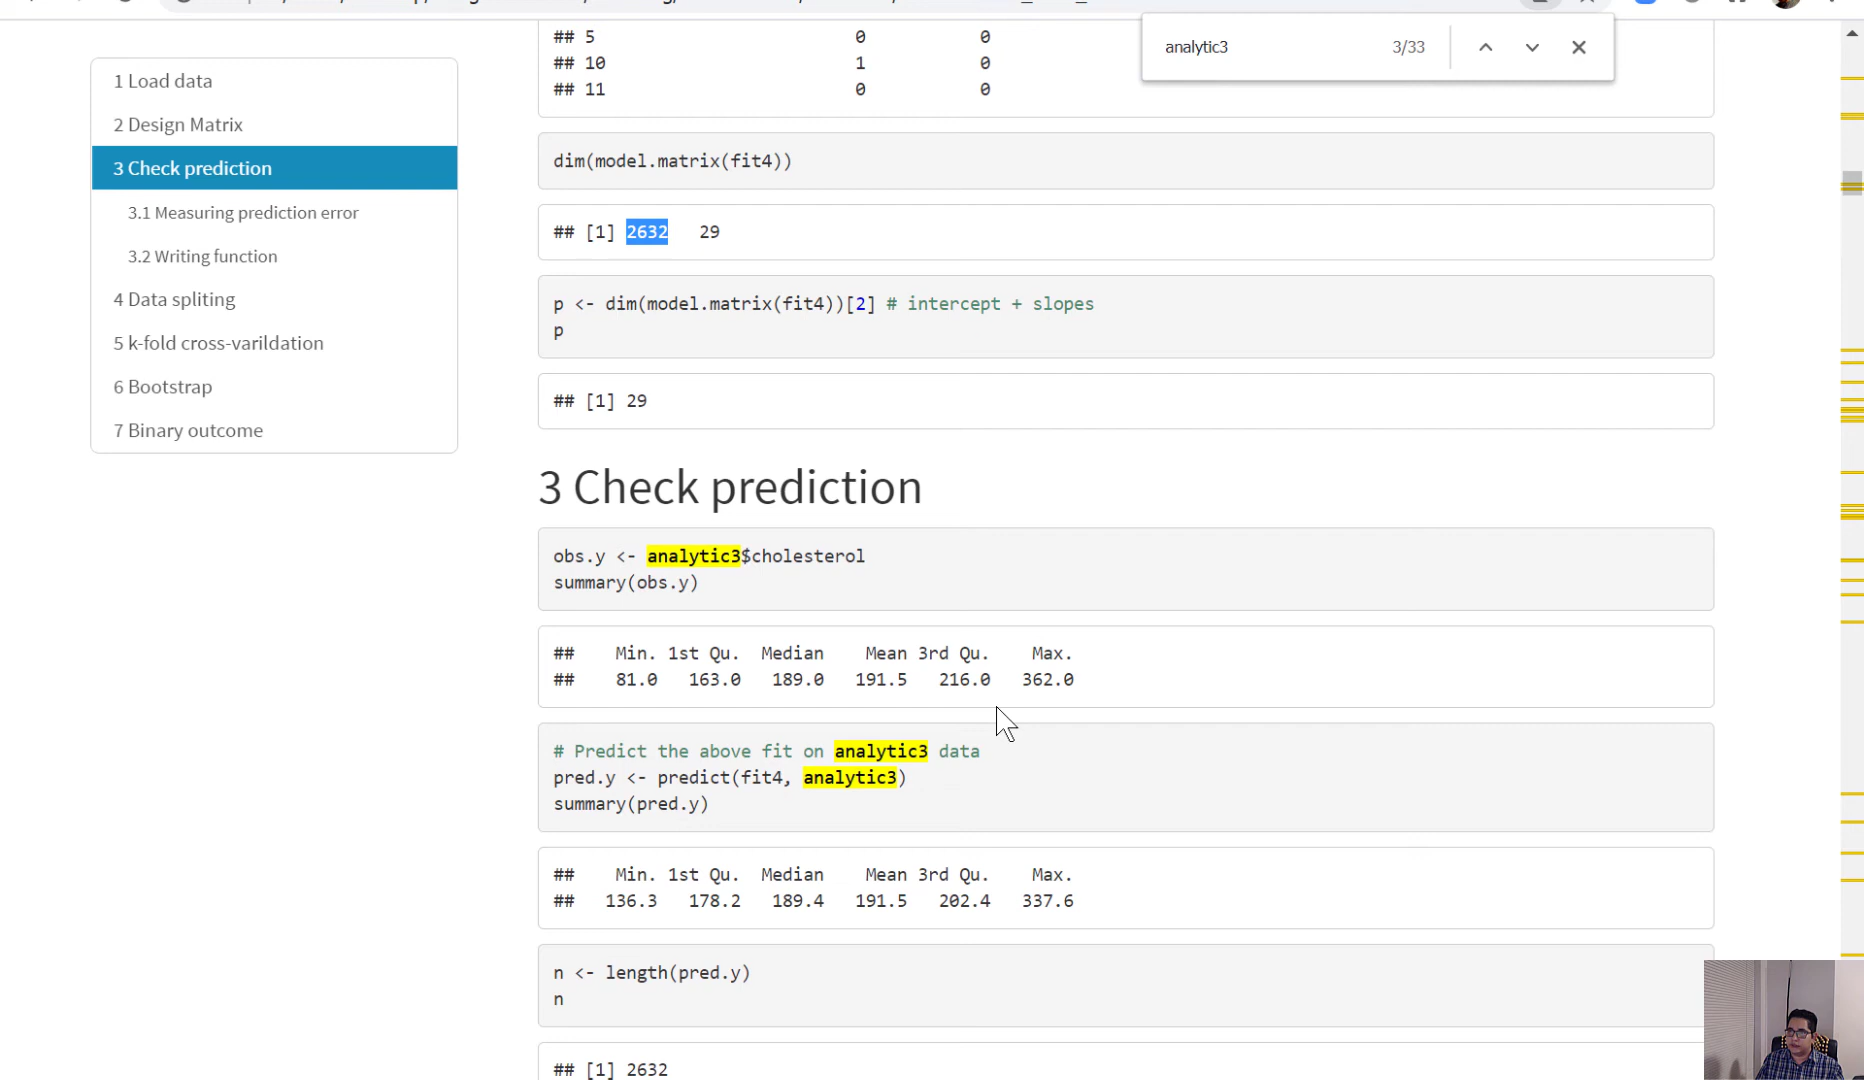 analytic3 3/33
1 Load data
2 Design Matrix
3 Check prediction
3.1 Measuring prediction error
3.2 Writing function
4 Data spliting
5 k-fold cross-varildation
6 Bootstrap
7 Binary outcome
## 5 0 0
## 10 1 0
## 11 0 0
dim(model.matrix(fit4))
## [1] 2632 29
p <- dim(model.matrix(fit4))[2] # intercept + slopes
p
## [1] 29
3 Check prediction
obs.y <- analytic3$cholesterol
summary(obs.y)
## Min. 1st Qu. Median Mean 3rd Qu. Max.
## 81.0 163.0 189.0 191.5 216.0 362.0
# Predict the above fit on analytic3 data
pred.y <- predict(fit4, analytic3)
summary(pred.y)
## Min. 1st Qu. Median Mean 3rd Qu. Max.
## 136.3 178.2 189.4 191.5 202.4 337.6
n <- length(pred.y)
n
## [1] 2632